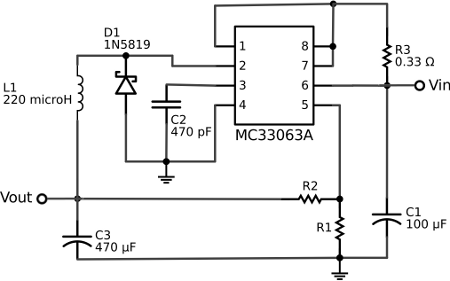 D1
1N5819
1
2
3
4
8
7
6
5
MC33063A
R3
0.33 Ω
Vin
L1
220 microH
C2
470 pF
R2
Vout
R1
C1
100 µF
C3
470 µF